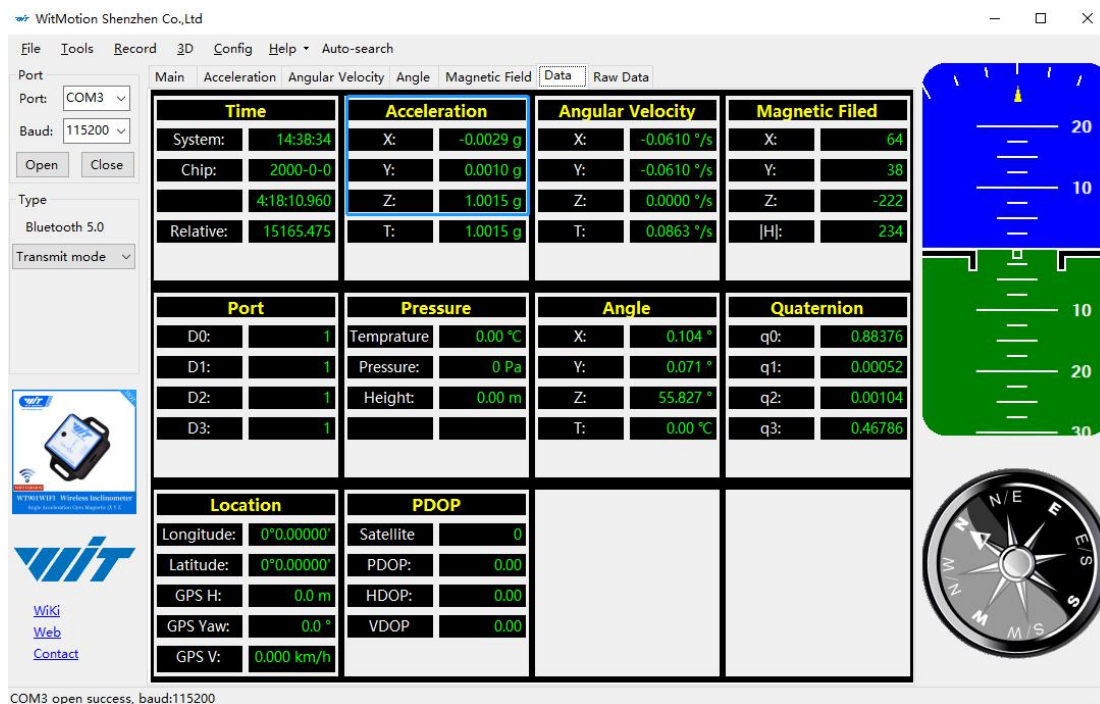 WitMotion Shenzhen Co.,Ltd
File Tools Record 3D Config Help Auto-search
Port
Port: COM3
Baud: 115200
Open Close
Type
Bluetooth 5.0
Transmit mode
WT901WIFI Wireless Inclinometer
WiT
WiKi
Web
Contact
Main Acceleration Angular Velocity Angle Magnetic Field Data Raw Data
Time
System: 14:38:34
Chip: 2000-0-0
4:18:10.960
Relative: 15165.475
Acceleration
X: -0.0029 g
Y: 0.0010 g
Z: 1.0015 g
T: 1.0015 g
Angular Velocity
X: -0.0610 °/s
Y: -0.0610 °/s
Z: 0.0000 °/s
T: 0.0863 °/s
Magnetic Filed
X: 64
Y: 38
Z: -222
|H|: 234
Port
D0: 1
D1: 1
D2: 1
D3: 1
Pressure
Temprature 0.00 ℃
Pressure: 0 Pa
Height: 0.00 m
Angle
X: 0.104 °
Y: 0.071 °
Z: 55.827 °
T: 0.00 ℃
Quaternion
q0: 0.88376
q1: 0.00052
q2: 0.00104
q3: 0.46786
Location
Longitude: 0°0.00000'
Latitude: 0°0.00000'
GPS H: 0.0 m
GPS Yaw: 0.0 °
GPS V: 0.000 km/h
PDOP
Satellite 0
PDOP: 0.00
HDOP: 0.00
VDOP 0.00
20
10
10
20
30
N
N/E
E
E/S
S
S/W
W
W/N
COM3 open success, baud:115200